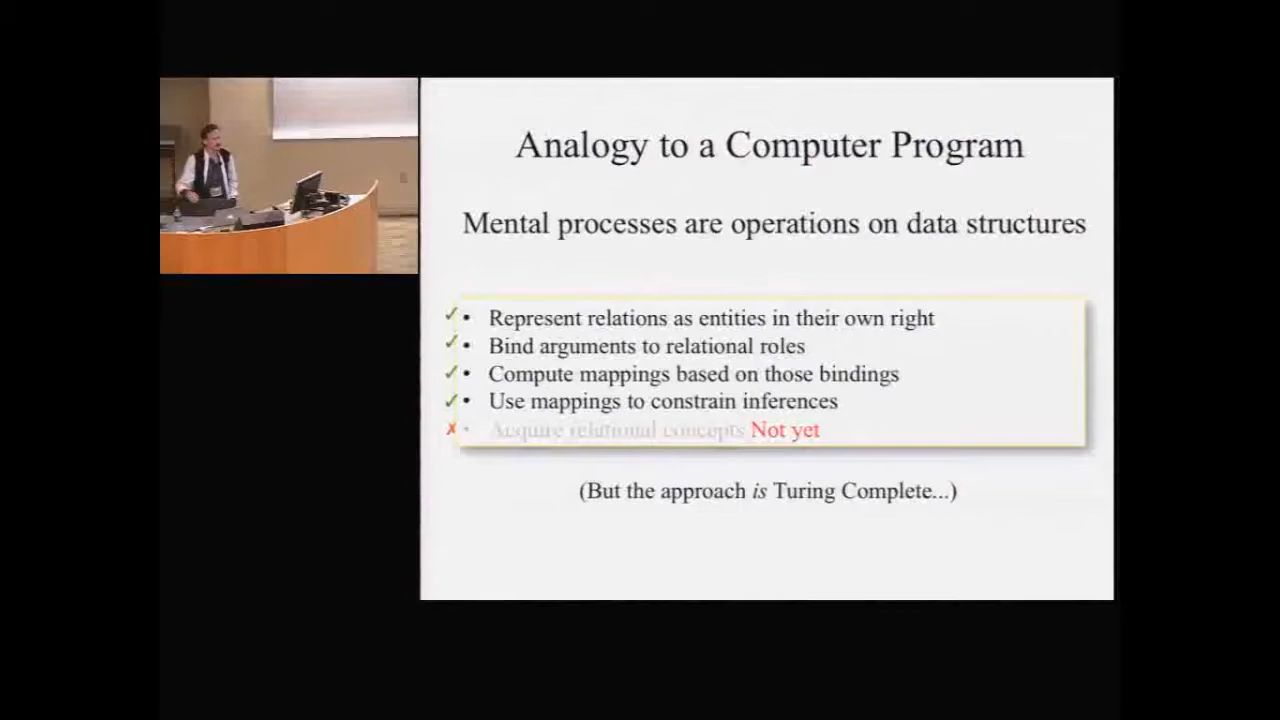 Analogy to a Computer Program
Mental processes are operations on data structures
✓ • Represent relations as entities in their own right
✓ • Bind arguments to relational roles
✓ • Compute mappings based on those bindings
✓ • Use mappings to constrain inferences
✗ • Acquire relational concepts Not yet
(But the approach is Turing Complete...)